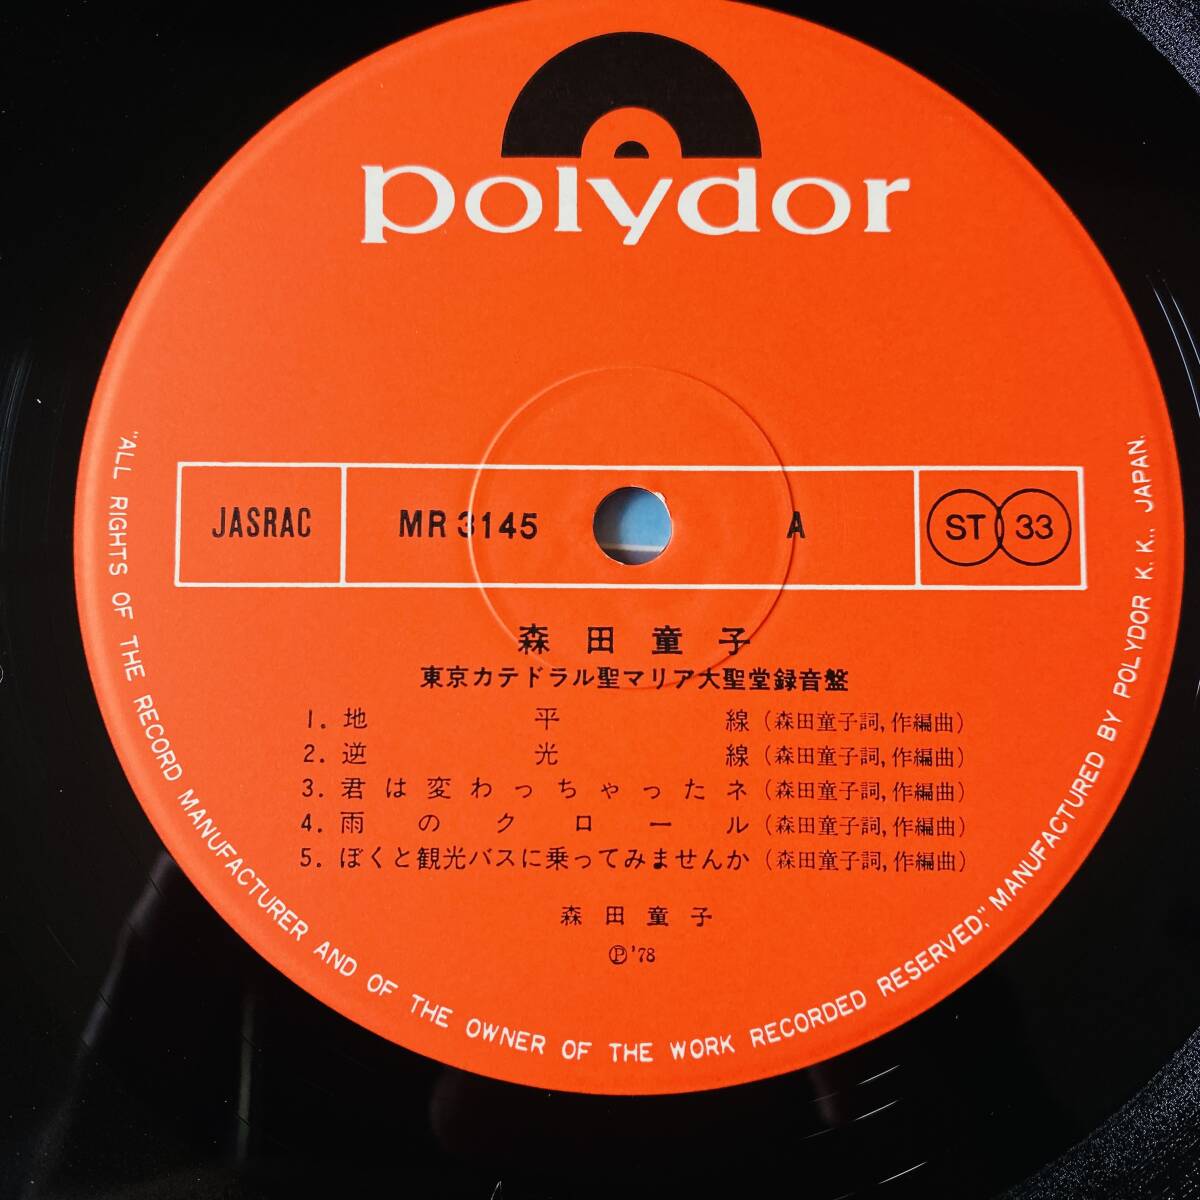 polydor
JASRAC MR 3145 A ST 33
森田童子
東京カテドラル聖マリア大聖堂録音盤
1. 地平線（森田童子詞,作編曲）
2. 逆光線（森田童子詞,作編曲）
3. 君は変わっちゃったネ（森田童子詞,作編曲）
4. 雨のクロール（森田童子詞,作編曲）
5. ぼくと観光バスに乗ってみませんか（森田童子詞,作編曲）
森田童子
Ⓟ'78
"ALL RIGHTS OF THE RECORD MANUFACTURER AND OF THE OWNER OF THE WORK RECORDED RESERVED," MANUFACTURED BY POLYDOR K. K., JAPAN.